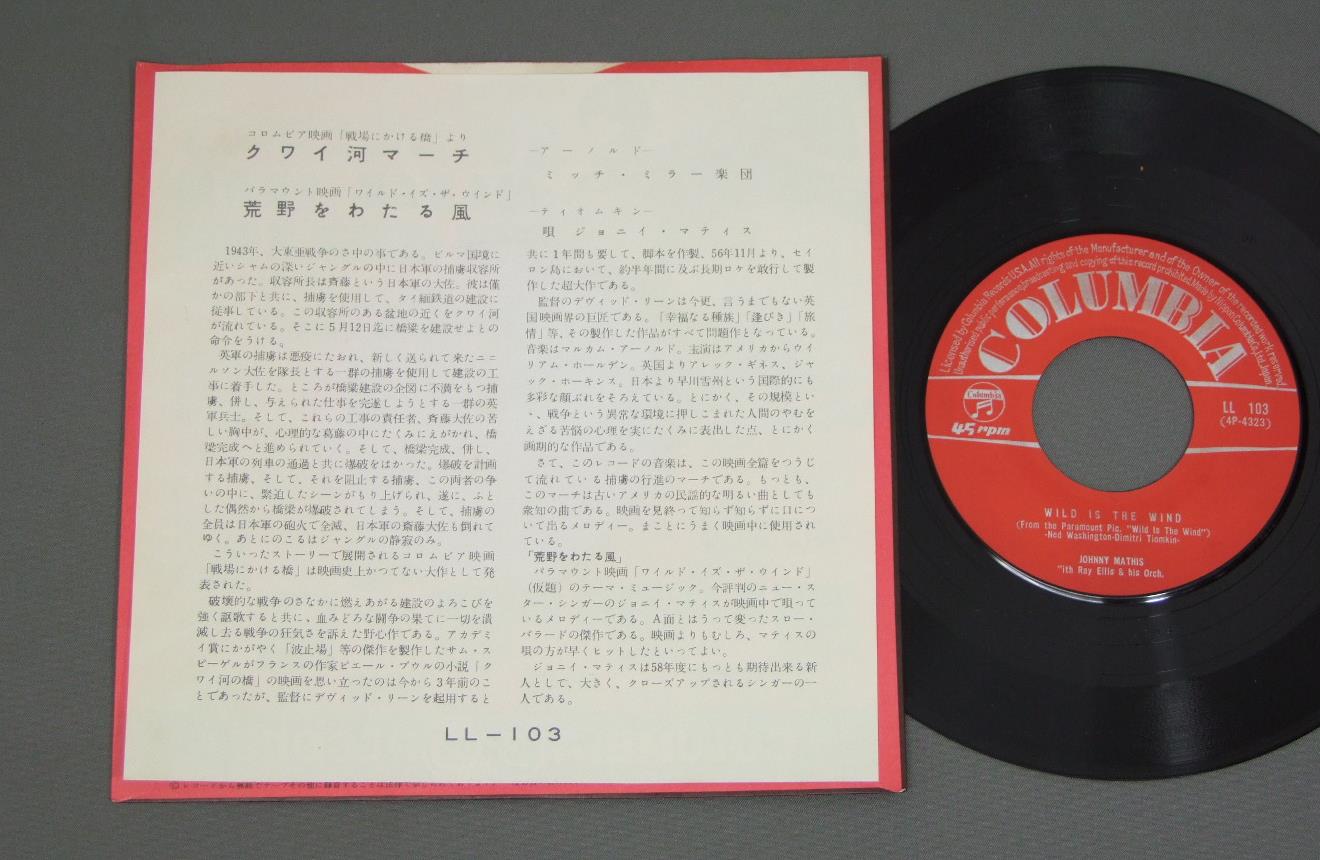 コロムビア映画「戦場にかける橋」より
クワイ河マーチ
パラマウント映画「ワイルド・イズ・ザ・ウインド」
荒野をわたる風
―アーノルド―
ミッチ・ミラー楽団
―ティオムキン―
唄 ジョニイ・マティス
1943年、大東亜戦争のさ中の事である。ビルマ国境に
近いシャムの深いジャングルの中に日本軍の捕虜収容所
があった。収容所長は斉藤という日本軍の大佐。彼は僅
かの部下と共に、捕虜を使用して、タイ緬鉄道の建設に
従事している。この収容所のある盆地の近くをクワイ河
が流れている。そこに5月12日迄に橋梁を建設せよとの
命令をうける。
英軍の捕虜は悪疫にたおれ、新しく送られて来たニコ
ルソン大佐を隊長とする一群の捕虜を使用して建設の工
事に着手した。ところが橋梁建設の企図に不満をもつ捕
虜、併し、与えられた仕事を完遂しようとする一群の英
軍兵士。そして、これらの工事の責任者、斉藤大佐の苦
しい胸中が、心理的な葛藤の中にたくみにえがかれ、橋
梁完成へと進められていく。そして、橋梁完成、併し、
日本軍の列車の通過と共に爆破をはかった。爆破を計画
する捕虜、そして、それを阻止する捕虜、この両者の争
いの中に、緊迫したシーンがもり上げられ、遂に、ふと
した偶然から橋梁が爆破されてしまう。そして、捕虜の
全員は日本軍の砲火で全滅、日本軍の斎藤大佐も倒れて
ゆく。あとにのこるはジャングルの静寂のみ。
こういったストーリーで展開されるコロムビア映画
「戦場にかける橋」は映画史上かつてない大作として発
表された。
破壊的な戦争のさなかに燃えあがる建設のよろこびを
強く謳歌すると共に、血みどろな闘争の果てに一切を潰
滅し去る戦争の狂気さを訴えた野心作である。アカデミ
イ賞にかがやく「波止場」等の傑作を製作したサム・ス
ピーゲルがフランスの作家ピエール・ブウルの小説「ク
ワイ河の橋」の映画を思い立ったのは今から3年前のこ
とであったが、監督にデヴィッド・リーンを起用すると
共に1年間も要して、脚本を作製、56年11月より、セイ
ロン島において、約半年間に及ぶ長期ロケを敢行して製
作した超大作である。
監督のデヴィッド・リーンは今更、言うまでもない英
国映画界の巨匠である。「幸福なる種族」「逢びき」「旅
情」等、その製作した作品がすべて問題作となっている。
音楽はマルカム・アーノルド。主演はアメリカからウイ
リアム・ホールデン。英国よりアレック・ギネス、ジャ
ック・ホーキンス。日本より早川雪州という国際的にも
多彩な顔ぶれをそろえている。とにかく、その規模とい
い、戦争という異常な環境に押しこまれた人間のやむを
えざる苦悩の心理を実にたくみに表出した点、とにかく
画期的な作品である。
さて、このレコードの音楽は、この映画全篇をつうじ
て流れている捕虜の行進のマーチである。もっとも、
このマーチは古いアメリカの民謡的な明るい曲としても
衆知の曲である。映画を見終って知らず知らずに口につ
いて出るメロディー。まことにうまく映画中に使用され
ている。
「荒野をわたる風」
パラマウント映画「ワイルド・イズ・ザ・ウインド」
(仮題)のテーマ・ミュージック。今評判のニュー・ス
ター・シンガーのジョニイ・マティスが映画中で唄って
いるメロディーである。A面とはうって変つたスロー・
バラードの傑作である。映画よりもむしろ、マティスの
唄の方が早くヒットしたといってよい。
ジョニイ・マティスは58年度にもっとも期待出来る新
人として、大きく、クローズアップされるシンガーの一
人である。
LL-103
Licensed by Columbia Records U.S.A. All rights of the Manufacturer and of the Owner of the recorded work reserved
Unauthorized public performance, broadcasting and copying of this record prohibited. Made by Nippon Columbia Co., Ltd. Japan
COLUMBIA
Columbia
45 rpm
LL 103
(4P-4323)
WILD IS THE WIND
(From the Paramount Pic. "Wild Is The Wind")
-Ned Washington-Dimitri Tiomkin-
JOHNNY MATHIS
"ith Ray Ellis & his Orch.